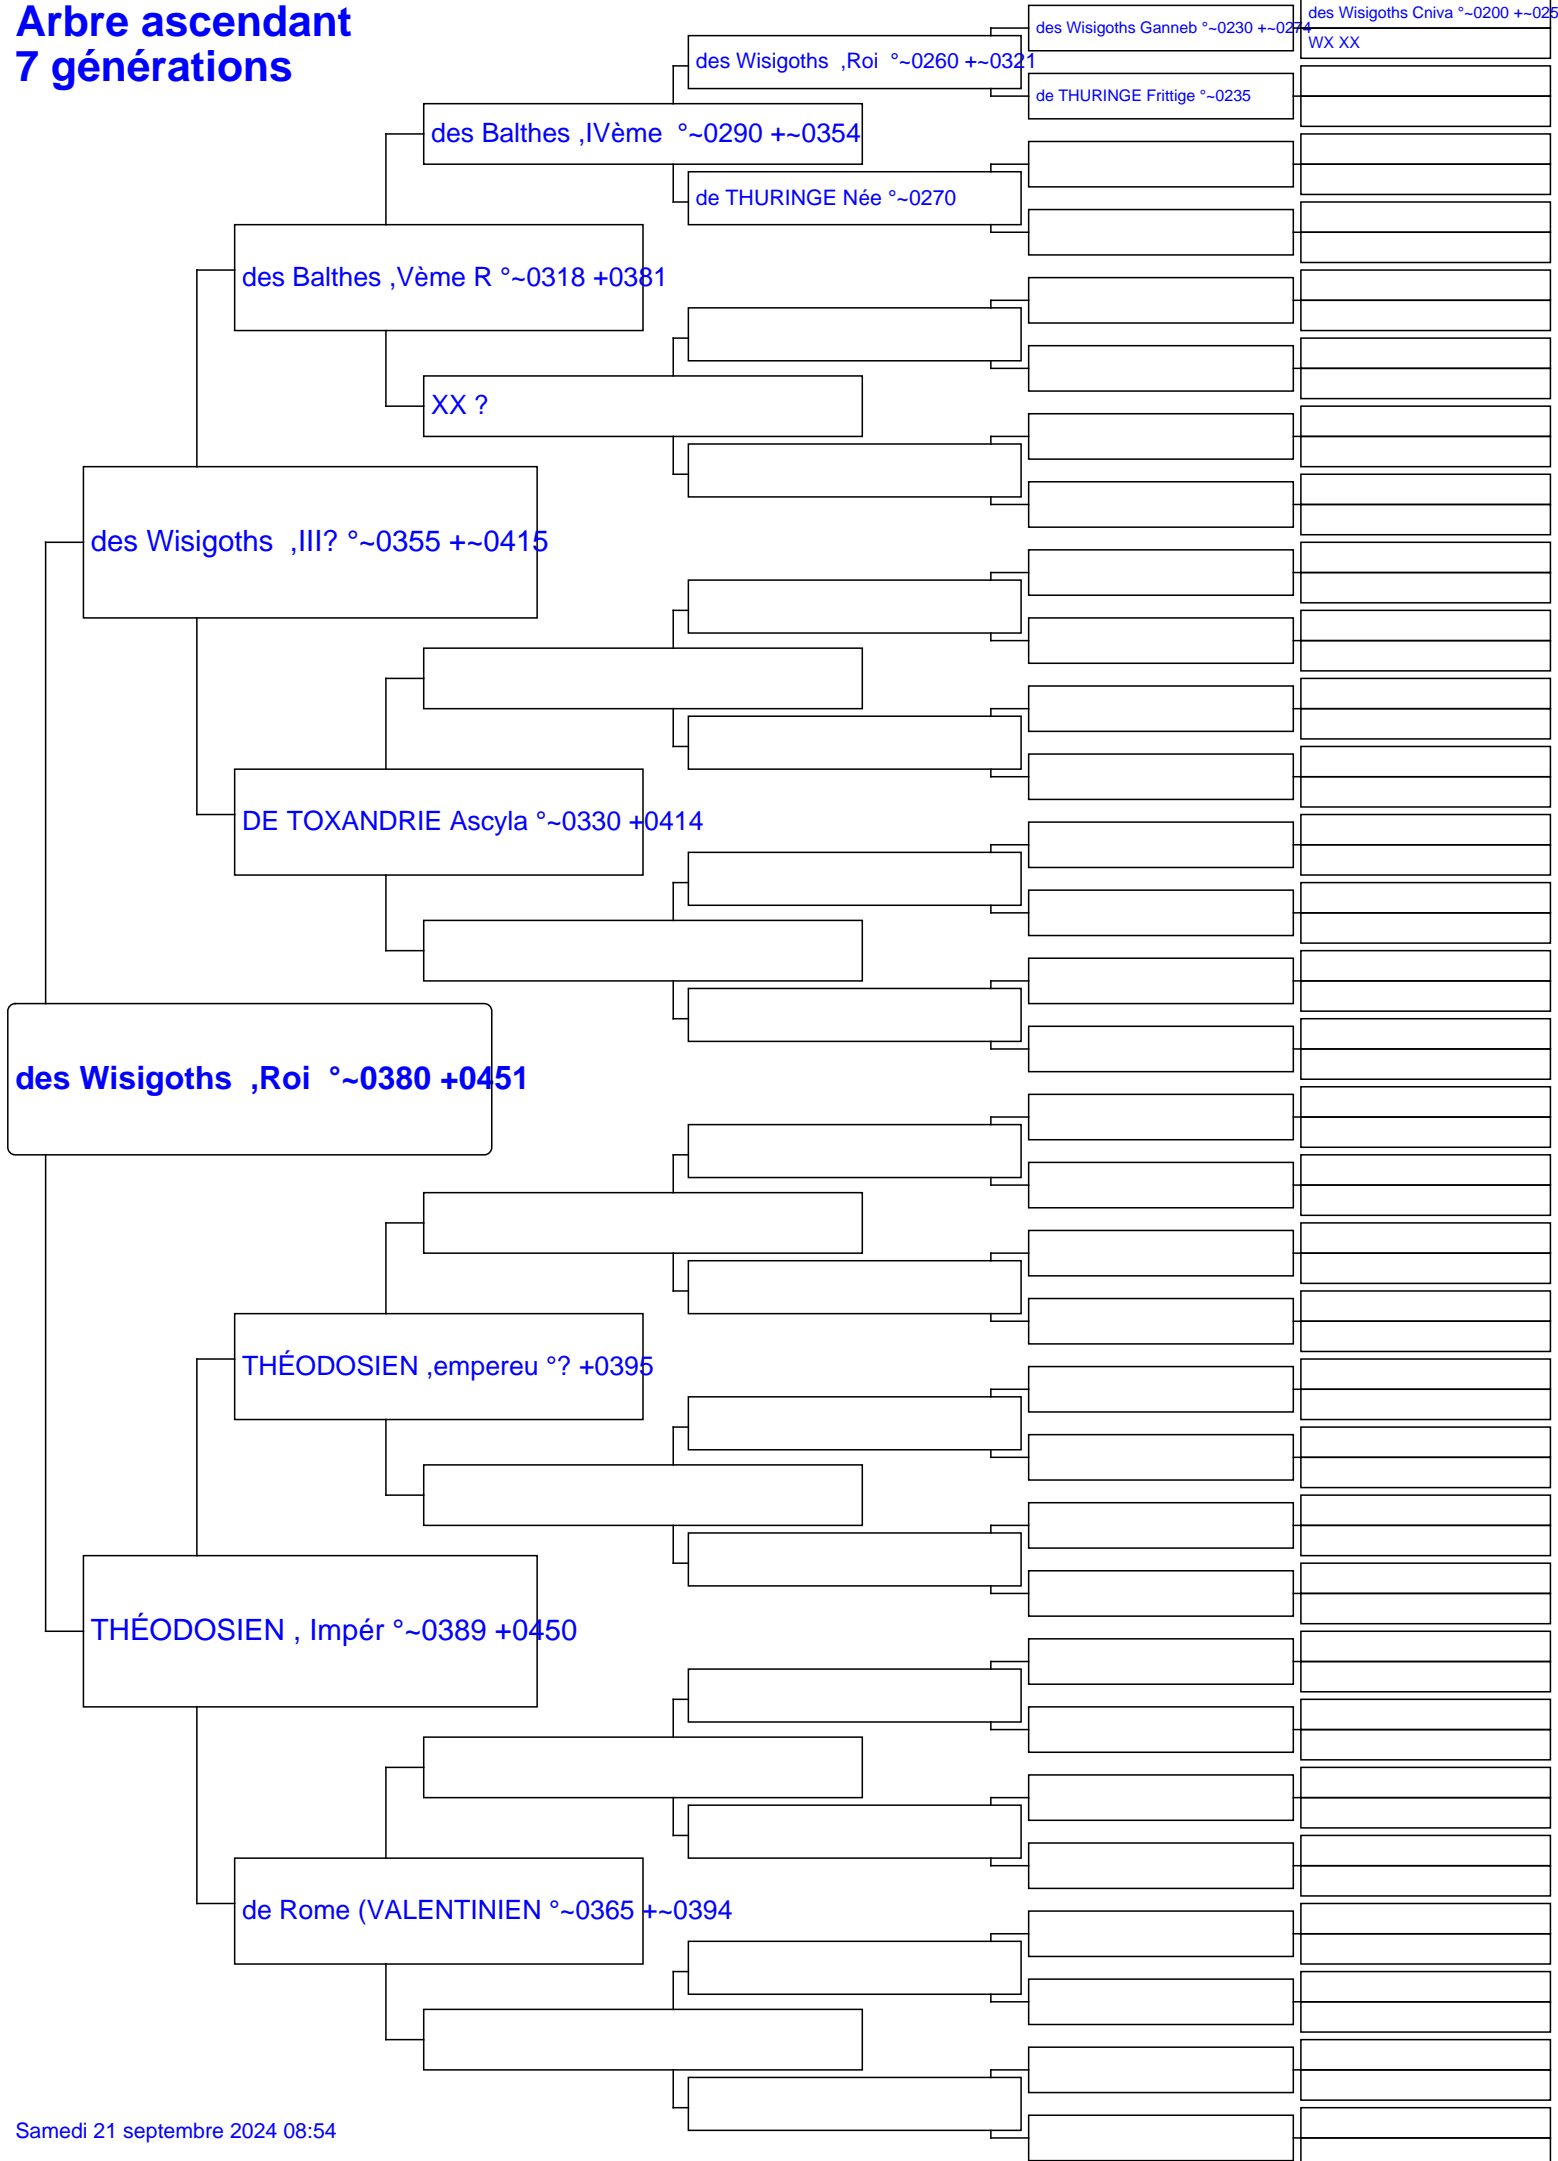 Arbre ascendant
7 générations
des Wisigoths Cniva °~0200 +~025
WX XX
des Wisigoths Ganneb °~0230 +~0274
des Wisigoths ,Roi °~0260 +~0321
de THURINGE Frittige °~0235
des Balthes ,IVème °~0290 +~0354
de THURINGE Née °~0270
des Balthes ,Vème R °~0318 +0381
XX ?
des Wisigoths ,III? °~0355 +~0415
DE TOXANDRIE Ascyla °~0330 +0414
des Wisigoths ,Roi °~0380 +0451
THÉODOSIEN ,empereu °? +0395
THÉODOSIEN , Impér °~0389 +0450
de Rome (VALENTINIEN °~0365 +~0394
Samedi 21 septembre 2024 08:54